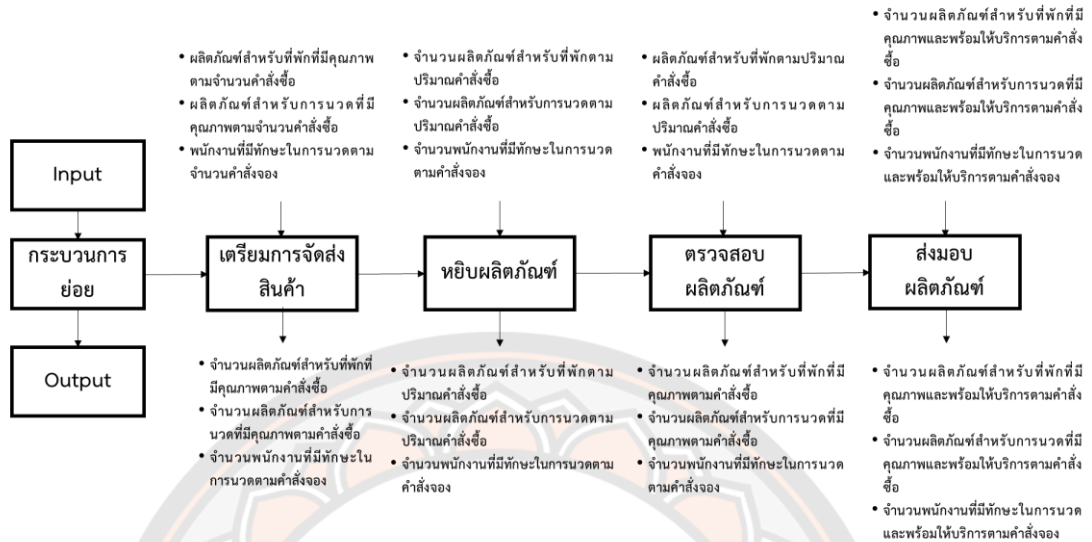 • ผลิตภัณฑ์สำหรับที่พักที่มีคุณภาพ
ตามจำนวนคำสั่งซื้อ
• ผลิตภัณฑ์สำหรับการนวดที่มี
คุณภาพตามจำนวนคำสั่งซื้อ
• พนักงานที่มีทักษะในการนวดตาม
จำนวนคำสั่งจอง
• จำนวนผลิตภัณฑ์สำหรับที่พักตาม
ปริมาณคำสั่งซื้อ
• จำนวนผลิตภัณฑ์สำหรับการนวดตาม
ปริมาณคำสั่งซื้อ
• จำนวนพนักงานที่มีทักษะในการนวด
ตามคำสั่งจอง
• ผลิตภัณฑ์สำหรับที่พักตามปริมาณ
คำสั่งซื้อ
• ผลิตภัณฑ์สำหรับการนวดตาม
ปริมาณคำสั่งซื้อ
• พนักงานที่มีทักษะในการนวดตาม
คำสั่งจอง
• จำนวนผลิตภัณฑ์สำหรับที่พักที่มี
คุณภาพและพร้อมให้บริการตามคำสั่ง
ซื้อ
• จำนวนผลิตภัณฑ์สำหรับการนวดที่มี
คุณภาพและพร้อมให้บริการตามคำสั่ง
ซื้อ
• จำนวนพนักงานที่มีทักษะในการนวด
และพร้อมให้บริการตามคำสั่งจอง
Input
กระบวนการ
ย่อย
เตรียมการจัดส่ง
สินค้า
หยิบผลิตภัณฑ์
ตรวจสอบ
ผลิตภัณฑ์
ส่งมอบ
ผลิตภัณฑ์
Output
• จำนวนผลิตภัณฑ์สำหรับที่พักที่
มีคุณภาพตามคำสั่งซื้อ
• จำนวนผลิตภัณฑ์สำหรับการ
นวดที่มีคุณภาพตามคำสั่งซื้อ
• จำนวนพนักงานที่มีทักษะใน
การนวดตามคำสั่งจอง
• จำนวนผลิตภัณฑ์สำหรับที่พักตาม
ปริมาณคำสั่งซื้อ
• จำนวนผลิตภัณฑ์สำหรับการนวดตาม
ปริมาณคำสั่งซื้อ
• จำนวนพนักงานที่มีทักษะในการนวดตาม
คำสั่งจอง
• จำนวนผลิตภัณฑ์สำหรับที่พักที่มี
คุณภาพตามคำสั่งซื้อ
• จำนวนผลิตภัณฑ์สำหรับการนวดที่มี
คุณภาพตามคำสั่งซื้อ
• จำนวนพนักงานที่มีทักษะในการนวด
ตามคำสั่งจอง
• จำนวนผลิตภัณฑ์สำหรับที่พักที่มี
คุณภาพและพร้อมให้บริการตามคำสั่ง
ซื้อ
• จำนวนผลิตภัณฑ์สำหรับการนวดที่มี
คุณภาพและพร้อมให้บริการตามคำสั่ง
ซื้อ
• จำนวนพนักงานที่มีทักษะในการนวด
และพร้อมให้บริการตามคำสั่งจอง